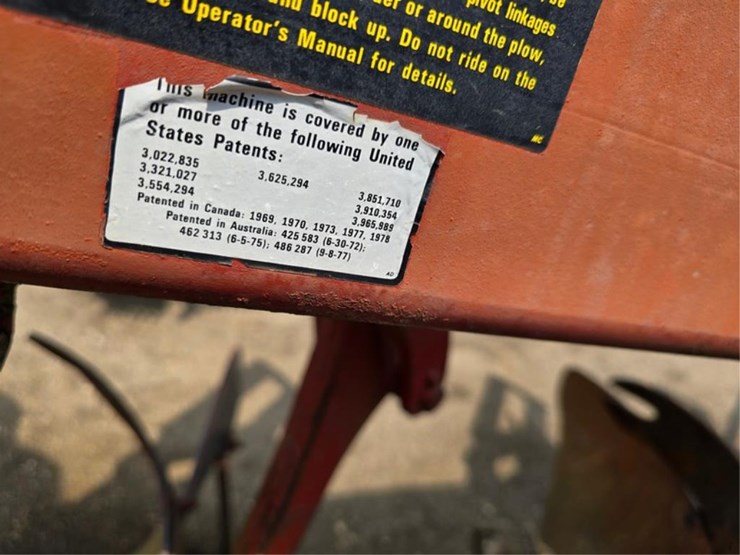 pivot linkages
or around the plow,
and block up. Do not ride on the
Operator's Manual for details.
MC
This machine is covered by one
or more of the following United
States Patents:
3,022,835 3,625,294 3,851,710
3,321,027 3,910,354
3,554,294 3,965,989
Patented in Canada: 1969, 1970, 1973, 1977, 1978
Patented in Australia: 425 583 (6-30-72);
462 313 (6-5-75); 486 287 (9-8-77)
AD